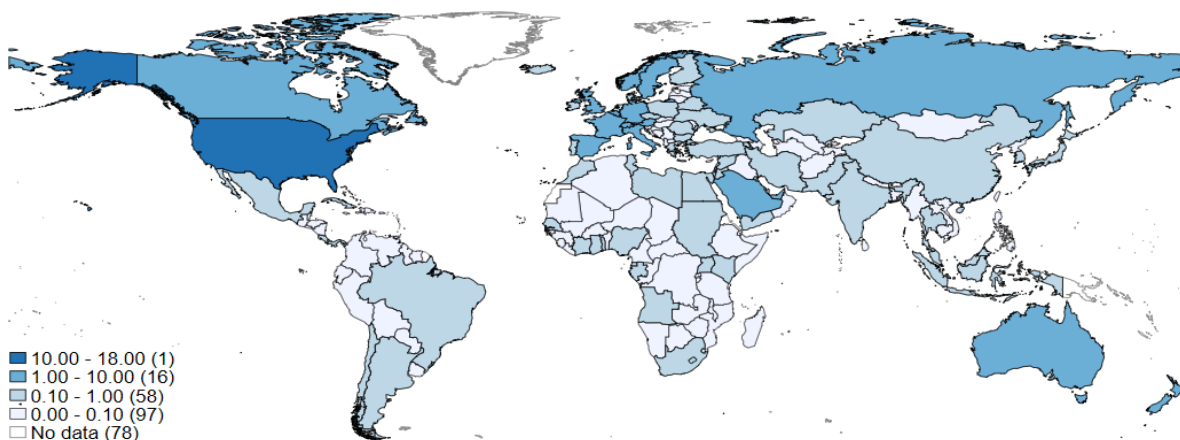 10.00 - 18.00 (1)
1.00 - 10.00 (16)
0.10 - 1.00 (58)
0.00 - 0.10 (97)
No data (78)